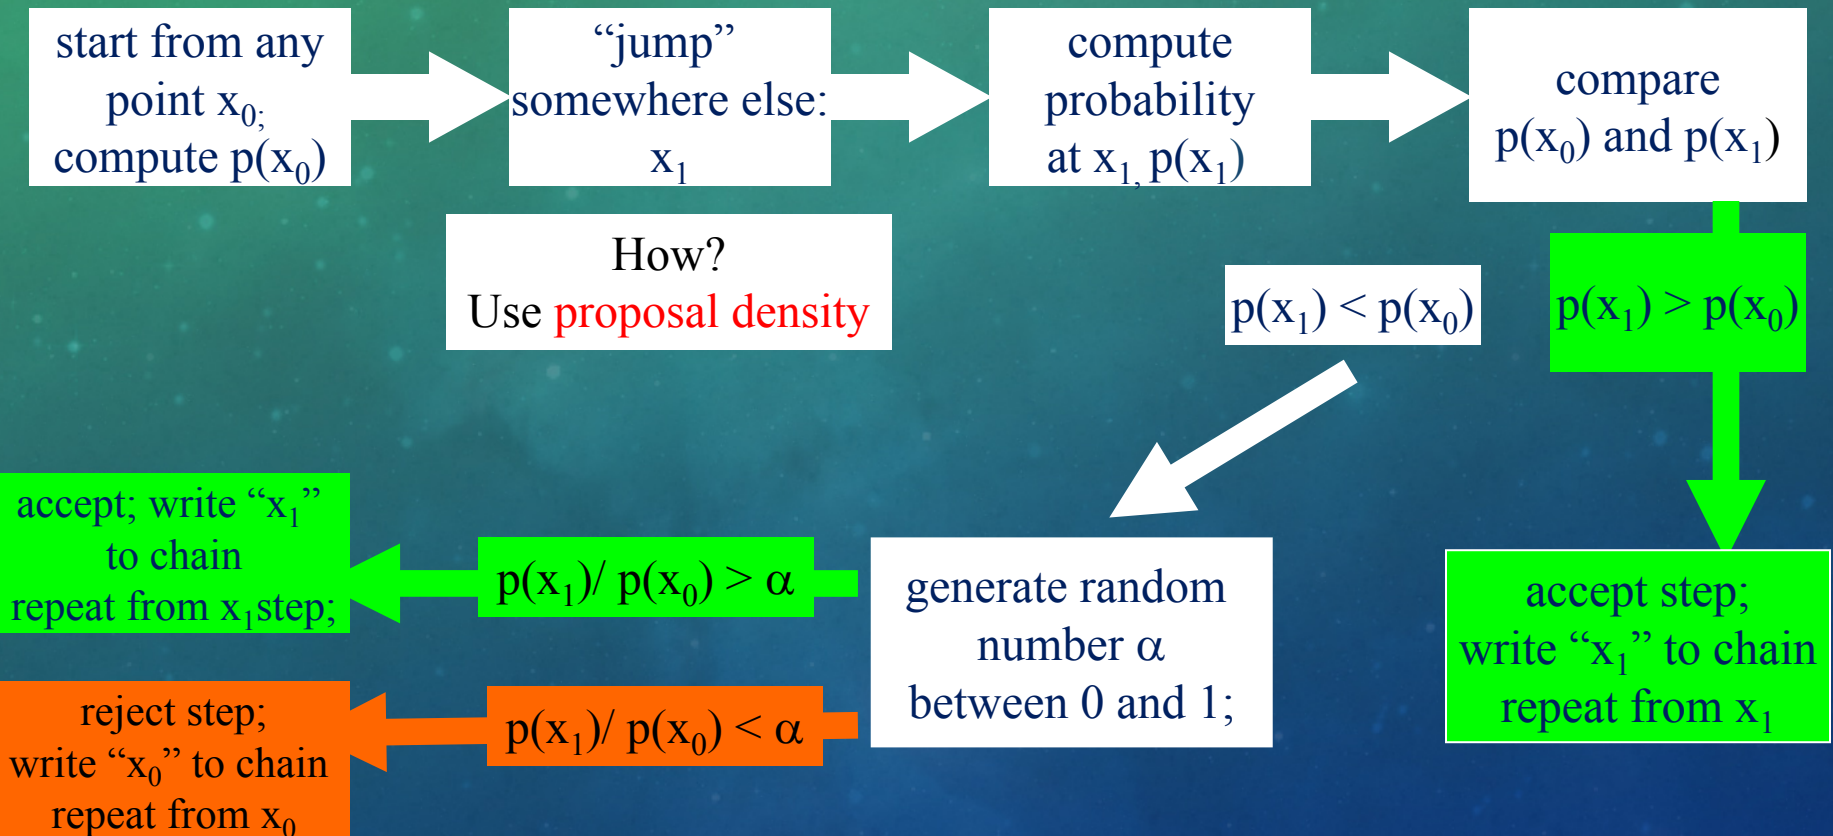 start from any
point x₀;
compute p(x₀)
“jump”
somewhere else:
x₁
compute
probability
at x₁, p(x₁)
compare
p(x₀) and p(x₁)
How?
Use proposal density
p(x₁) < p(x₀)
p(x₁) > p(x₀)
accept; write “x₁”
to chain
repeat from x₁step;
p(x₁)/ p(x₀) > α
generate random
number α
between 0 and 1;
accept step;
write “x₁” to chain
repeat from x₁
reject step;
write “x₀” to chain
repeat from x₀
p(x₁)/ p(x₀) < α